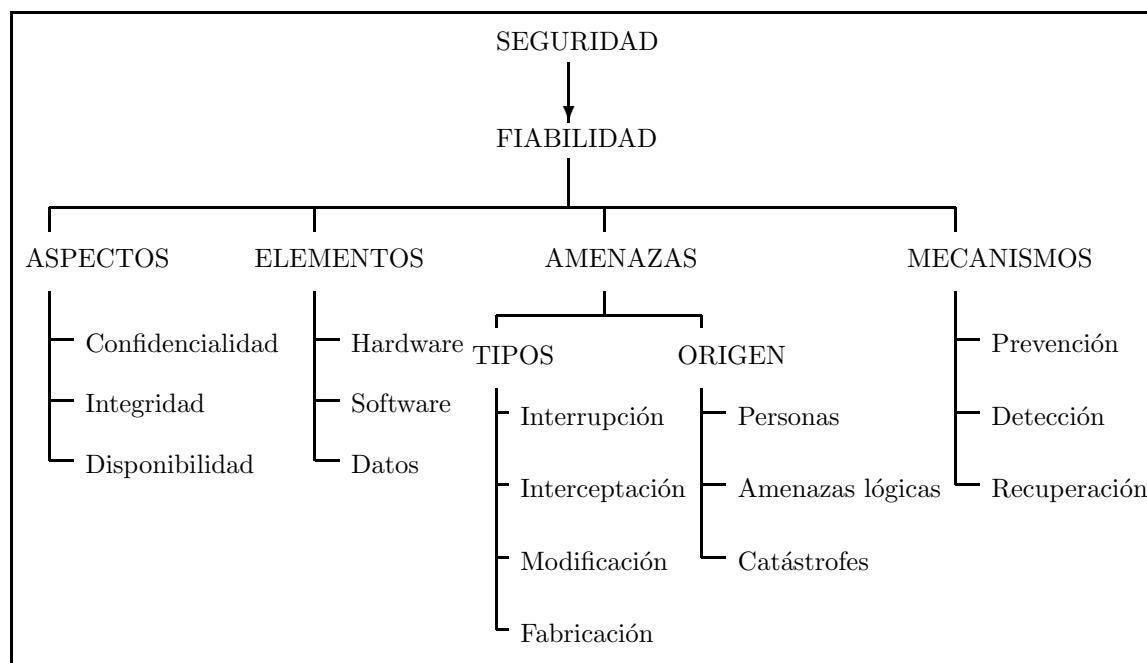 SEGURIDAD
FIABILIDAD
ASPECTOS
Confidencialidad
Integridad
Disponibilidad
ELEMENTOS
Hardware
Software
Datos
AMENAZAS
TIPOS
Interrupción
Interceptación
Modificación
Fabricación
ORIGEN
Personas
Amenazas lógicas
Catástrofes
MECANISMOS
Prevención
Detección
Recuperación